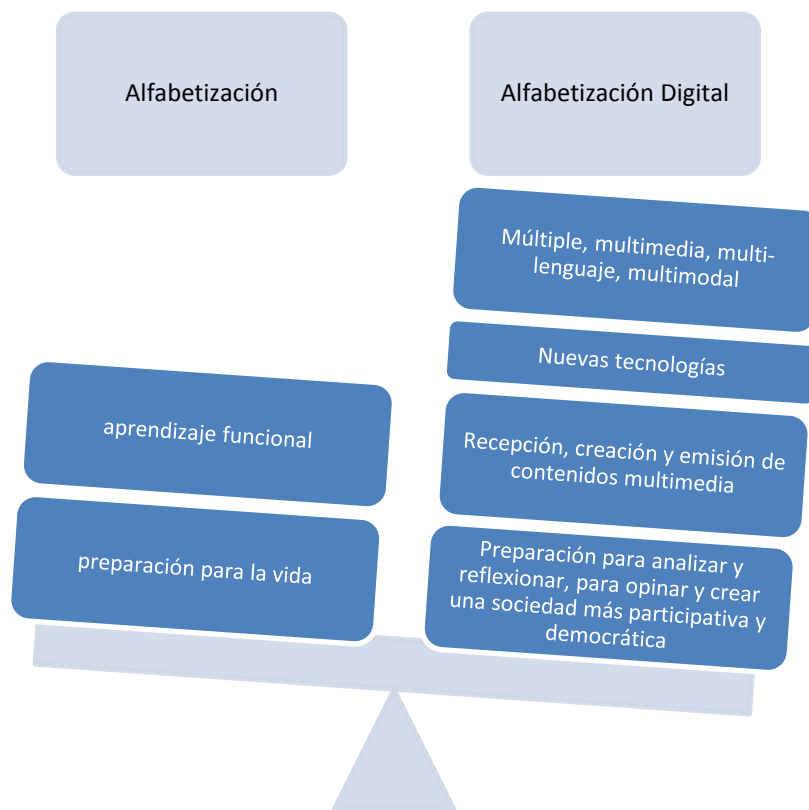 Alfabetización
Alfabetización Digital
Múltiple, multimedia, multi-
lenguaje, multimodal
Nuevas tecnologías
aprendizaje funcional
Recepción, creación y emisión de
contenidos multimedia
preparación para la vida
Preparación para analizar y
reflexionar, para opinar y crear
una sociedad más participativa y
democrática